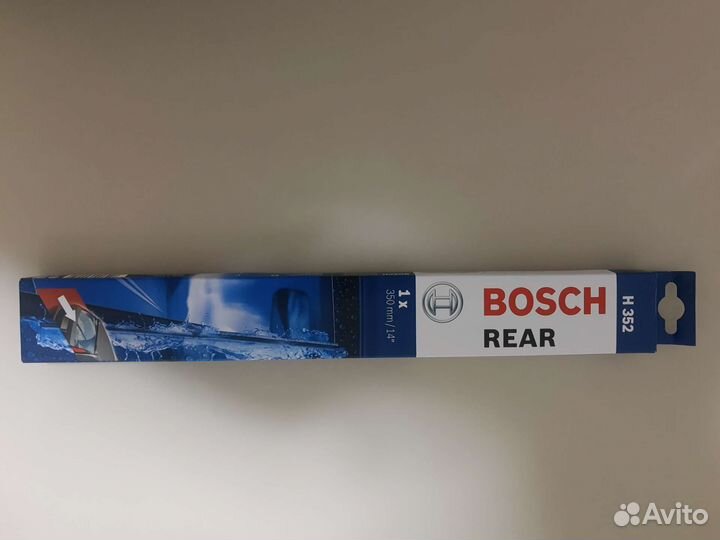 1 x
350 mm / 14"
BOSCH
REAR
H 352
Avito